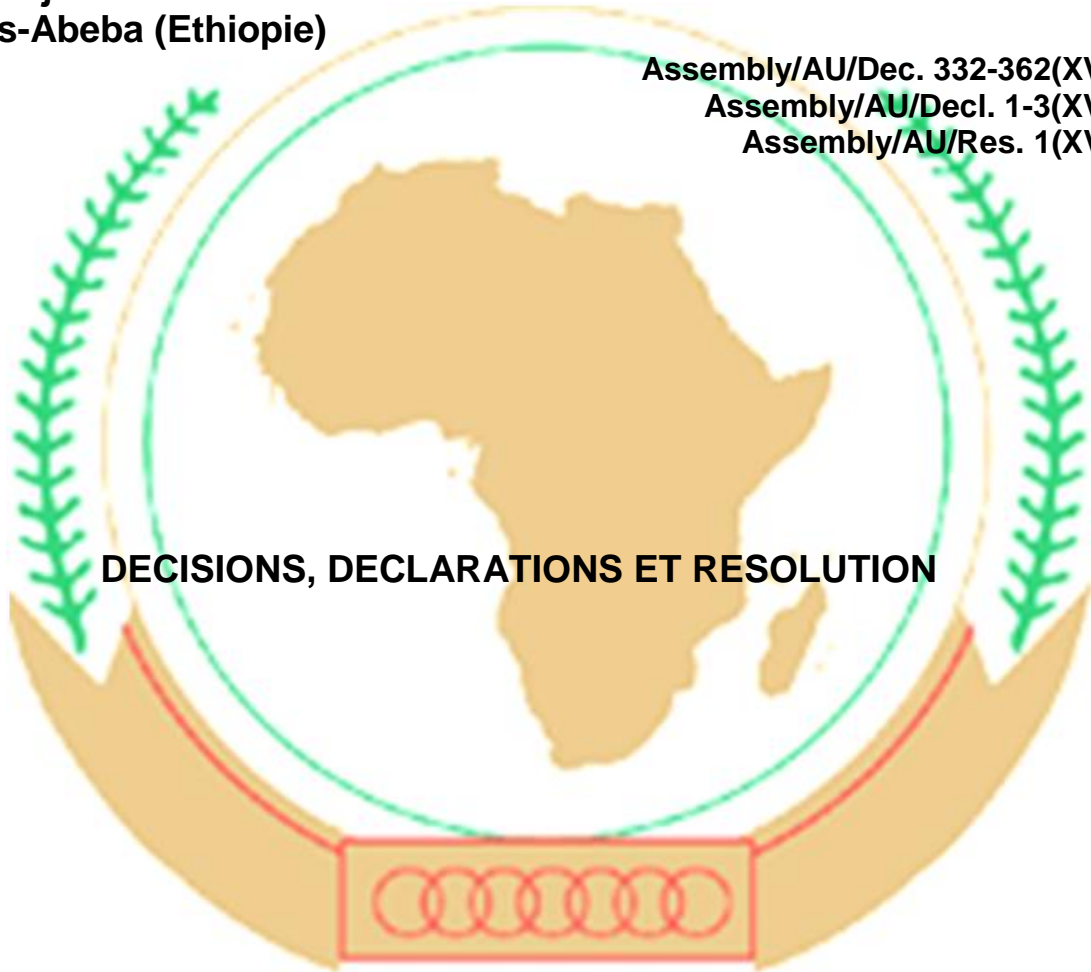 s-Abeba (Ethiopie)
Assembly/AU/Dec. 332-362(XV
Assembly/AU/Decl. 1-3(XV
Assembly/AU/Res. 1(XV
DECISIONS, DECLARATIONS ET RESOLUTION